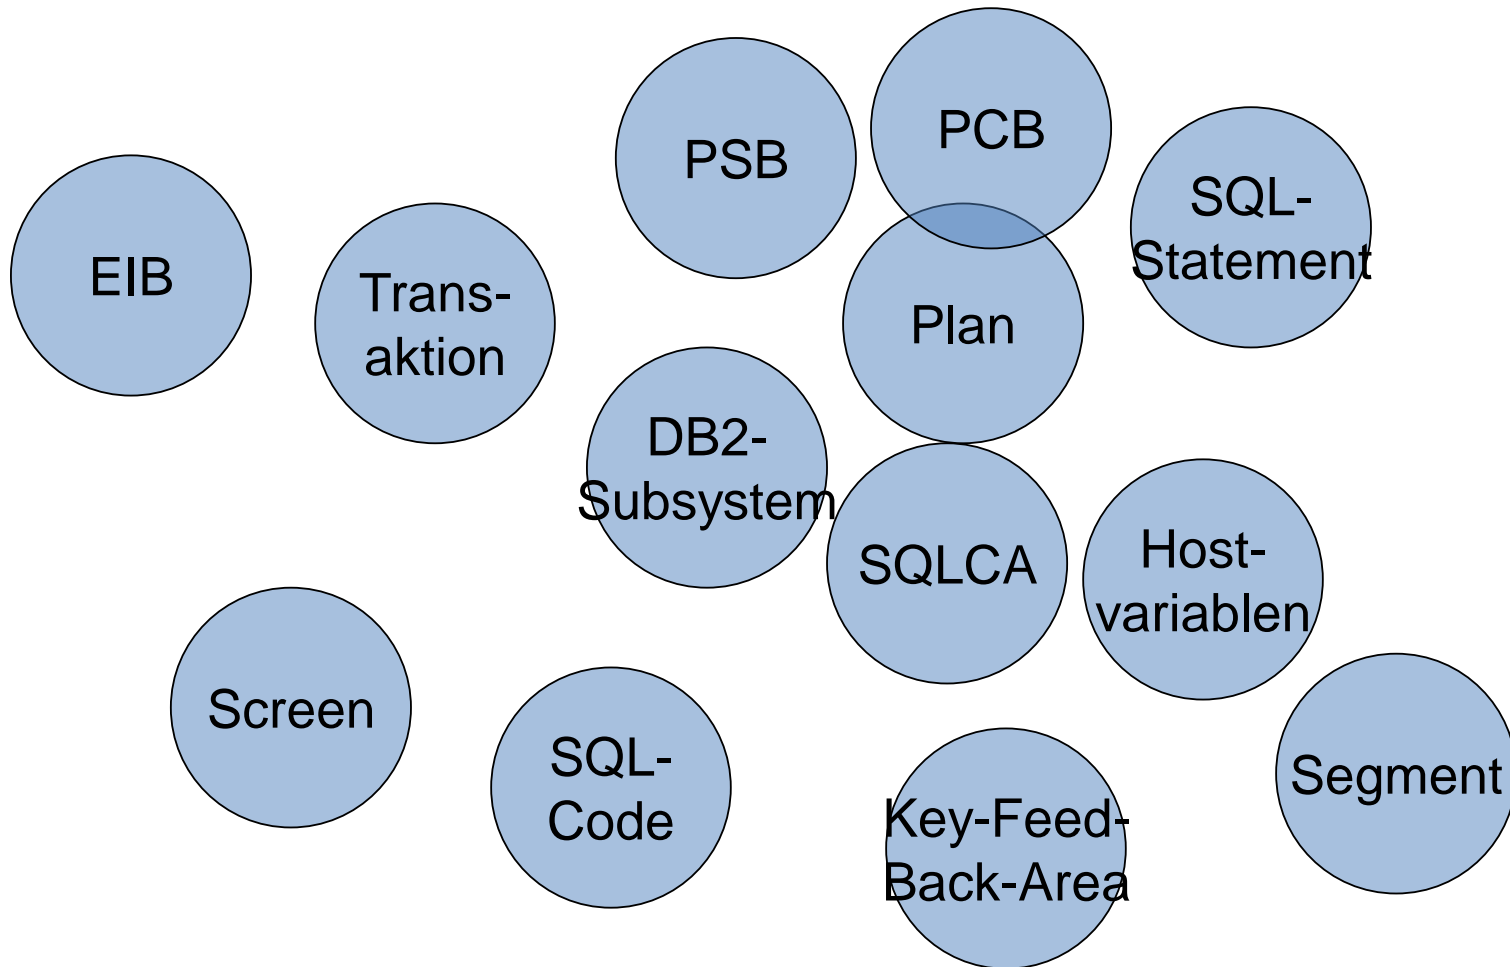 PCB
PSB
SQL-
Statement
EIB
Trans-
aktion
Plan
DB2-
Subsystem
SQLCA
Host-
variablen
Screen
SQL-
Code
Segment
Key-Feed-
Back-Area